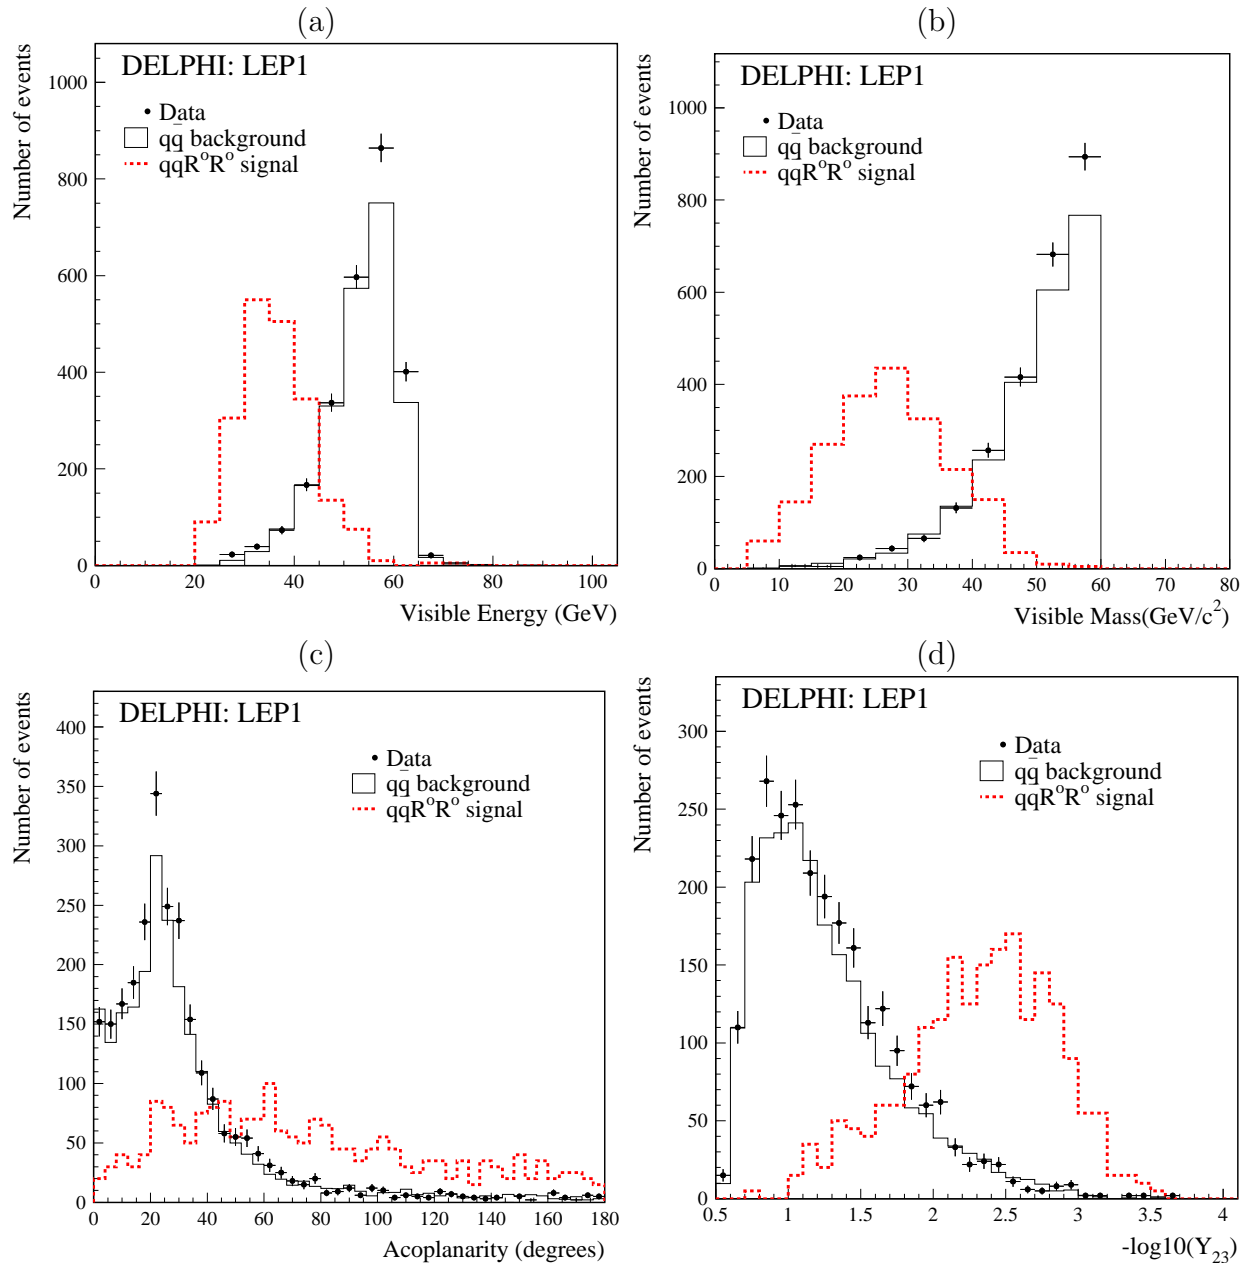 (a)
DELPHI: LEP1
Data
qq̄ background
qqR°R° signal
Number of events
1000
800
600
400
200
0
0 20 40 60 80 100
Visible Energy (GeV)
(b)
DELPHI: LEP1
Data
qq̄ background
qqR°R° signal
Number of events
1000
800
600
400
200
0
0 10 20 30 40 50 60 70 80
Visible Mass(GeV/c²)
(c)
DELPHI: LEP1
Data
qq̄ background
qqR°R° signal
Number of events
400
350
300
250
200
150
100
50
0
0 20 40 60 80 100 120 140 160 180
Acoplanarity (degrees)
(d)
DELPHI: LEP1
Data
qq̄ background
qqR°R° signal
Number of events
300
250
200
150
100
50
0
0.5 1 1.5 2 2.5 3 3.5 4
-log10(Y₂₃)